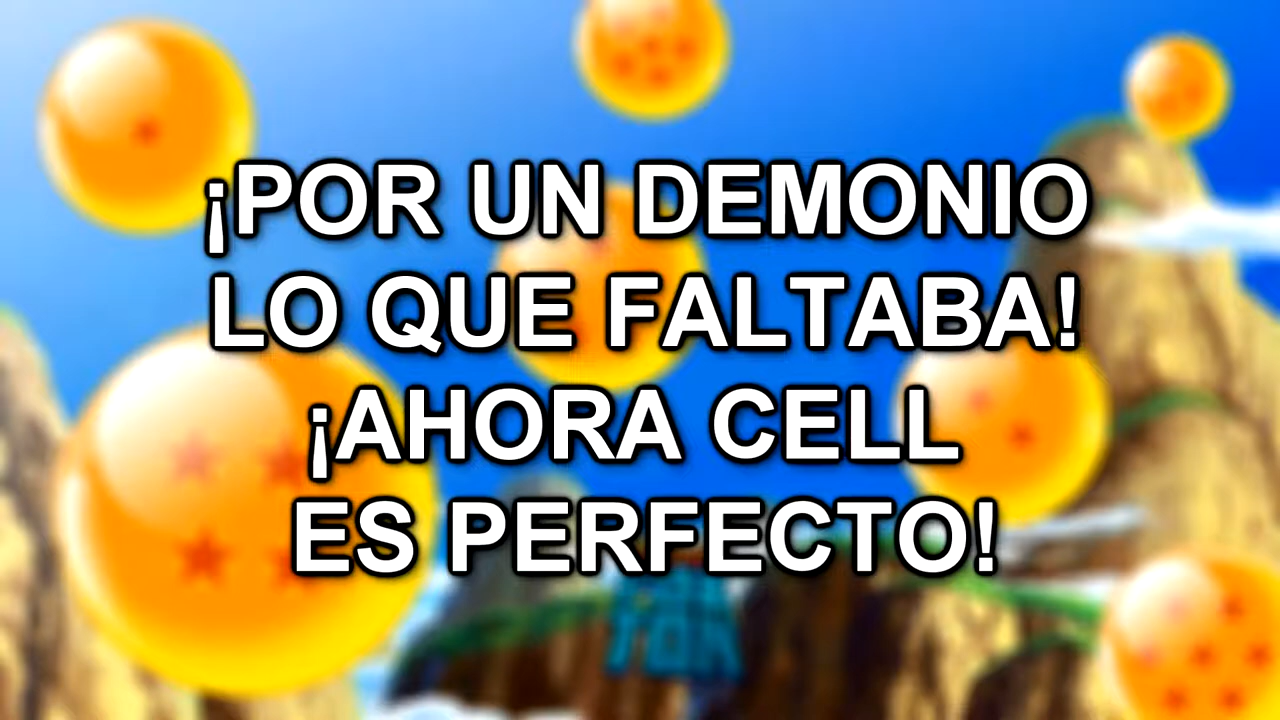 ¡POR UN DEMONIO
LO QUE FALTABA!
¡AHORA CELL
ES PERFECTO!